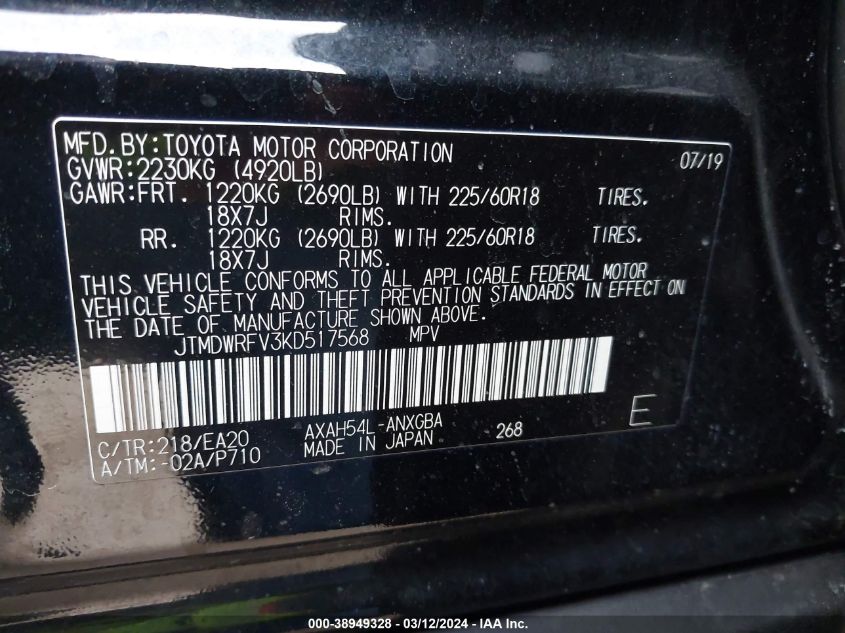 MFD.BY:TOYOTA MOTOR CORPORATION 07/19
GVWR:2230KG (4920LB)
GAWR:FRT. 1220KG (2690LB) WITH 225/60R18 TIRES.
18X7J RIMS.
RR. 1220KG (2690LB) WITH 225/60R18 TIRES.
18X7J RIMS.
THIS VEHICLE CONFORMS TO ALL APPLICABLE FEDERAL MOTOR
VEHICLE SAFETY AND THEFT PREVENTION STANDARDS IN EFFECT ON
THE DATE OF MANUFACTURE SHOWN ABOVE.
JTMDWRFV3KD517568 MPV
C/TR:218/EA20 AXAH54L-ANXGBA 268 E
A/TM:-02A/P710 MADE IN JAPAN
000-38949328 - 03/12/2024 - IAA Inc.